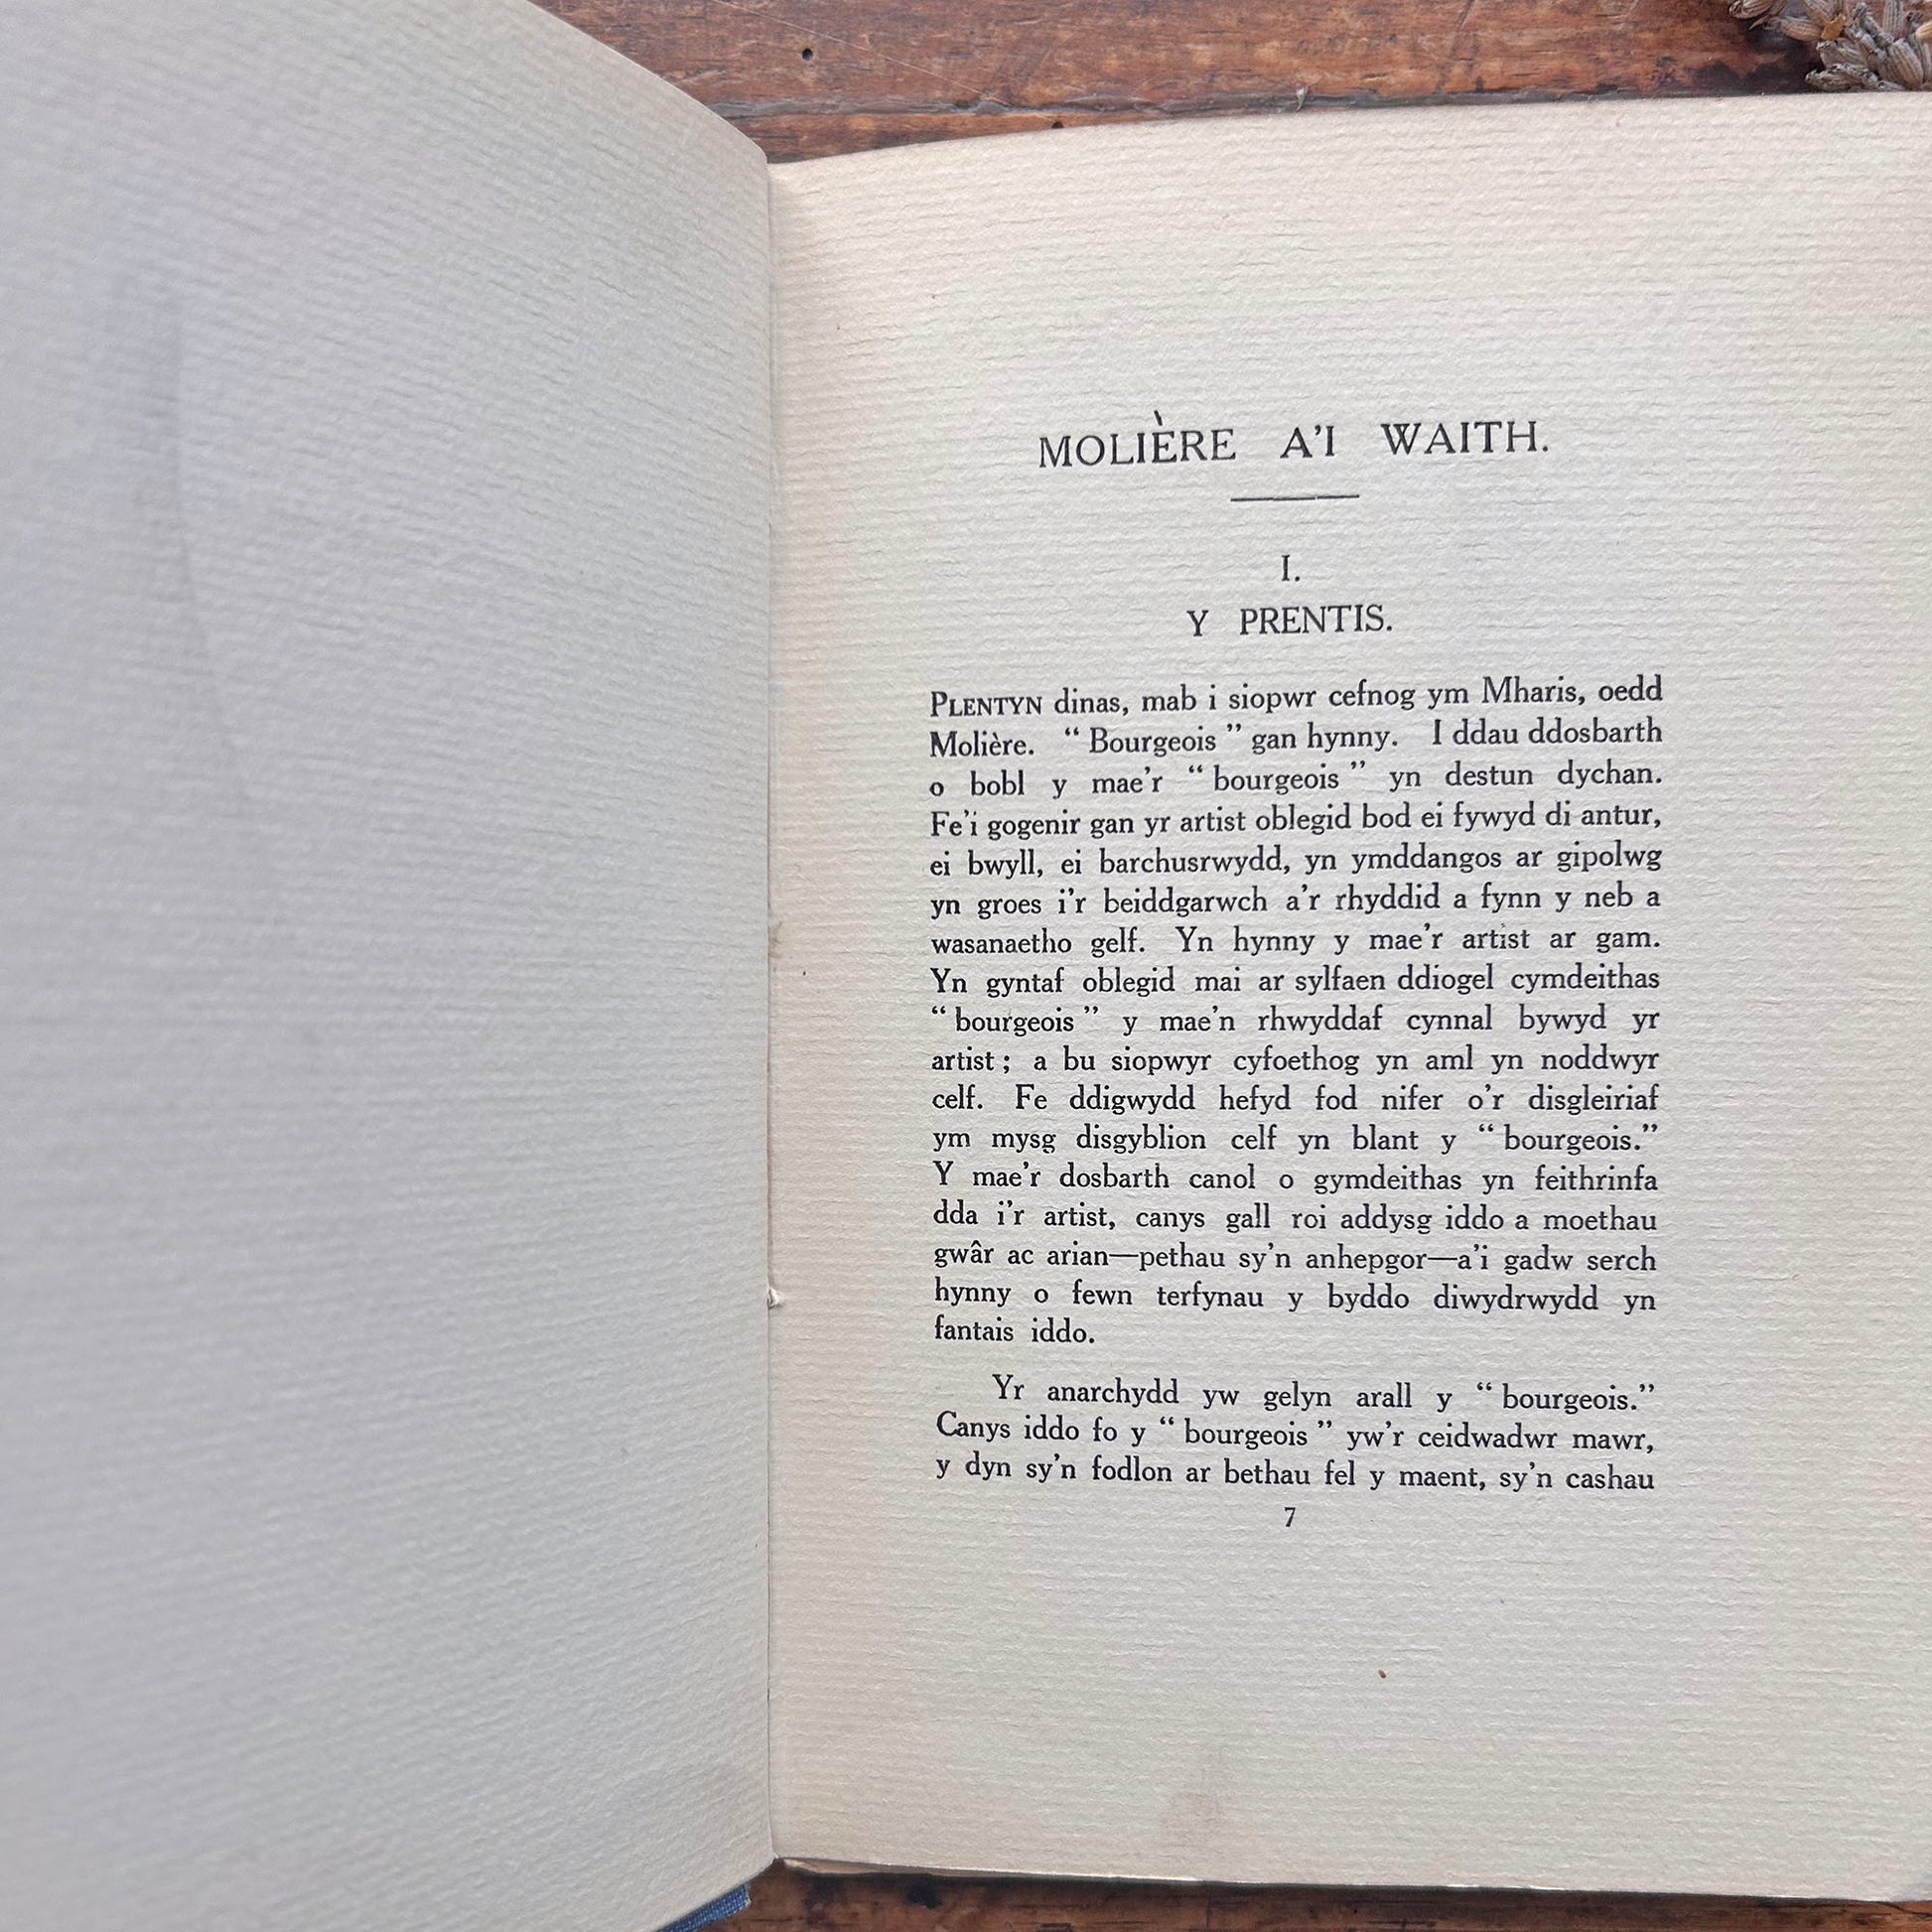 MOLIÈRE A'I WAITH.
I.
Y PRENTIS.
PLENTYN dinas, mab i siopwr cefnog ym Mharis, oedd
Molière. “ Bourgeois ” gan hynny. I ddau ddosbarth
o bobl y mae'r “ bourgeois ” yn destun dychan.
Fe'i gogenir gan yr artist oblegid bod ei fywyd di antur,
ei bwyll, ei barchusrwydd, yn ymddangos ar gipolwg
yn groes i'r beiddgarwch a'r rhyddid a fynn y neb a
wasanaetho gelf. Yn hynny y mae'r artist ar gam.
Yn gyntaf oblegid mai ar sylfaen ddiogel cymdeithas
“ bourgeois ” y mae'n rhwyddaf cynnal bywyd yr
artist ; a bu siopwyr cyfoethog yn aml yn noddwyr
celf. Fe ddigwydd hefyd fod nifer o'r disgleiriaf
ym mysg disgyblion celf yn blant y “ bourgeois.”
Y mae'r dosbarth canol o gymdeithas yn feithrinfa
dda i'r artist, canys gall roi addysg iddo a moethau
gwâr ac arian—pethau sy'n anhepgor—a'i gadw serch
hynny o fewn terfynau y byddo diwydrwydd yn
fantais iddo.
Yr anarchydd yw gelyn arall y “ bourgeois.”
Canys iddo fo y “ bourgeois ” yw'r ceidwadwr mawr,
y dyn sy'n fodlon ar bethau fel y maent, sy'n cashau
7